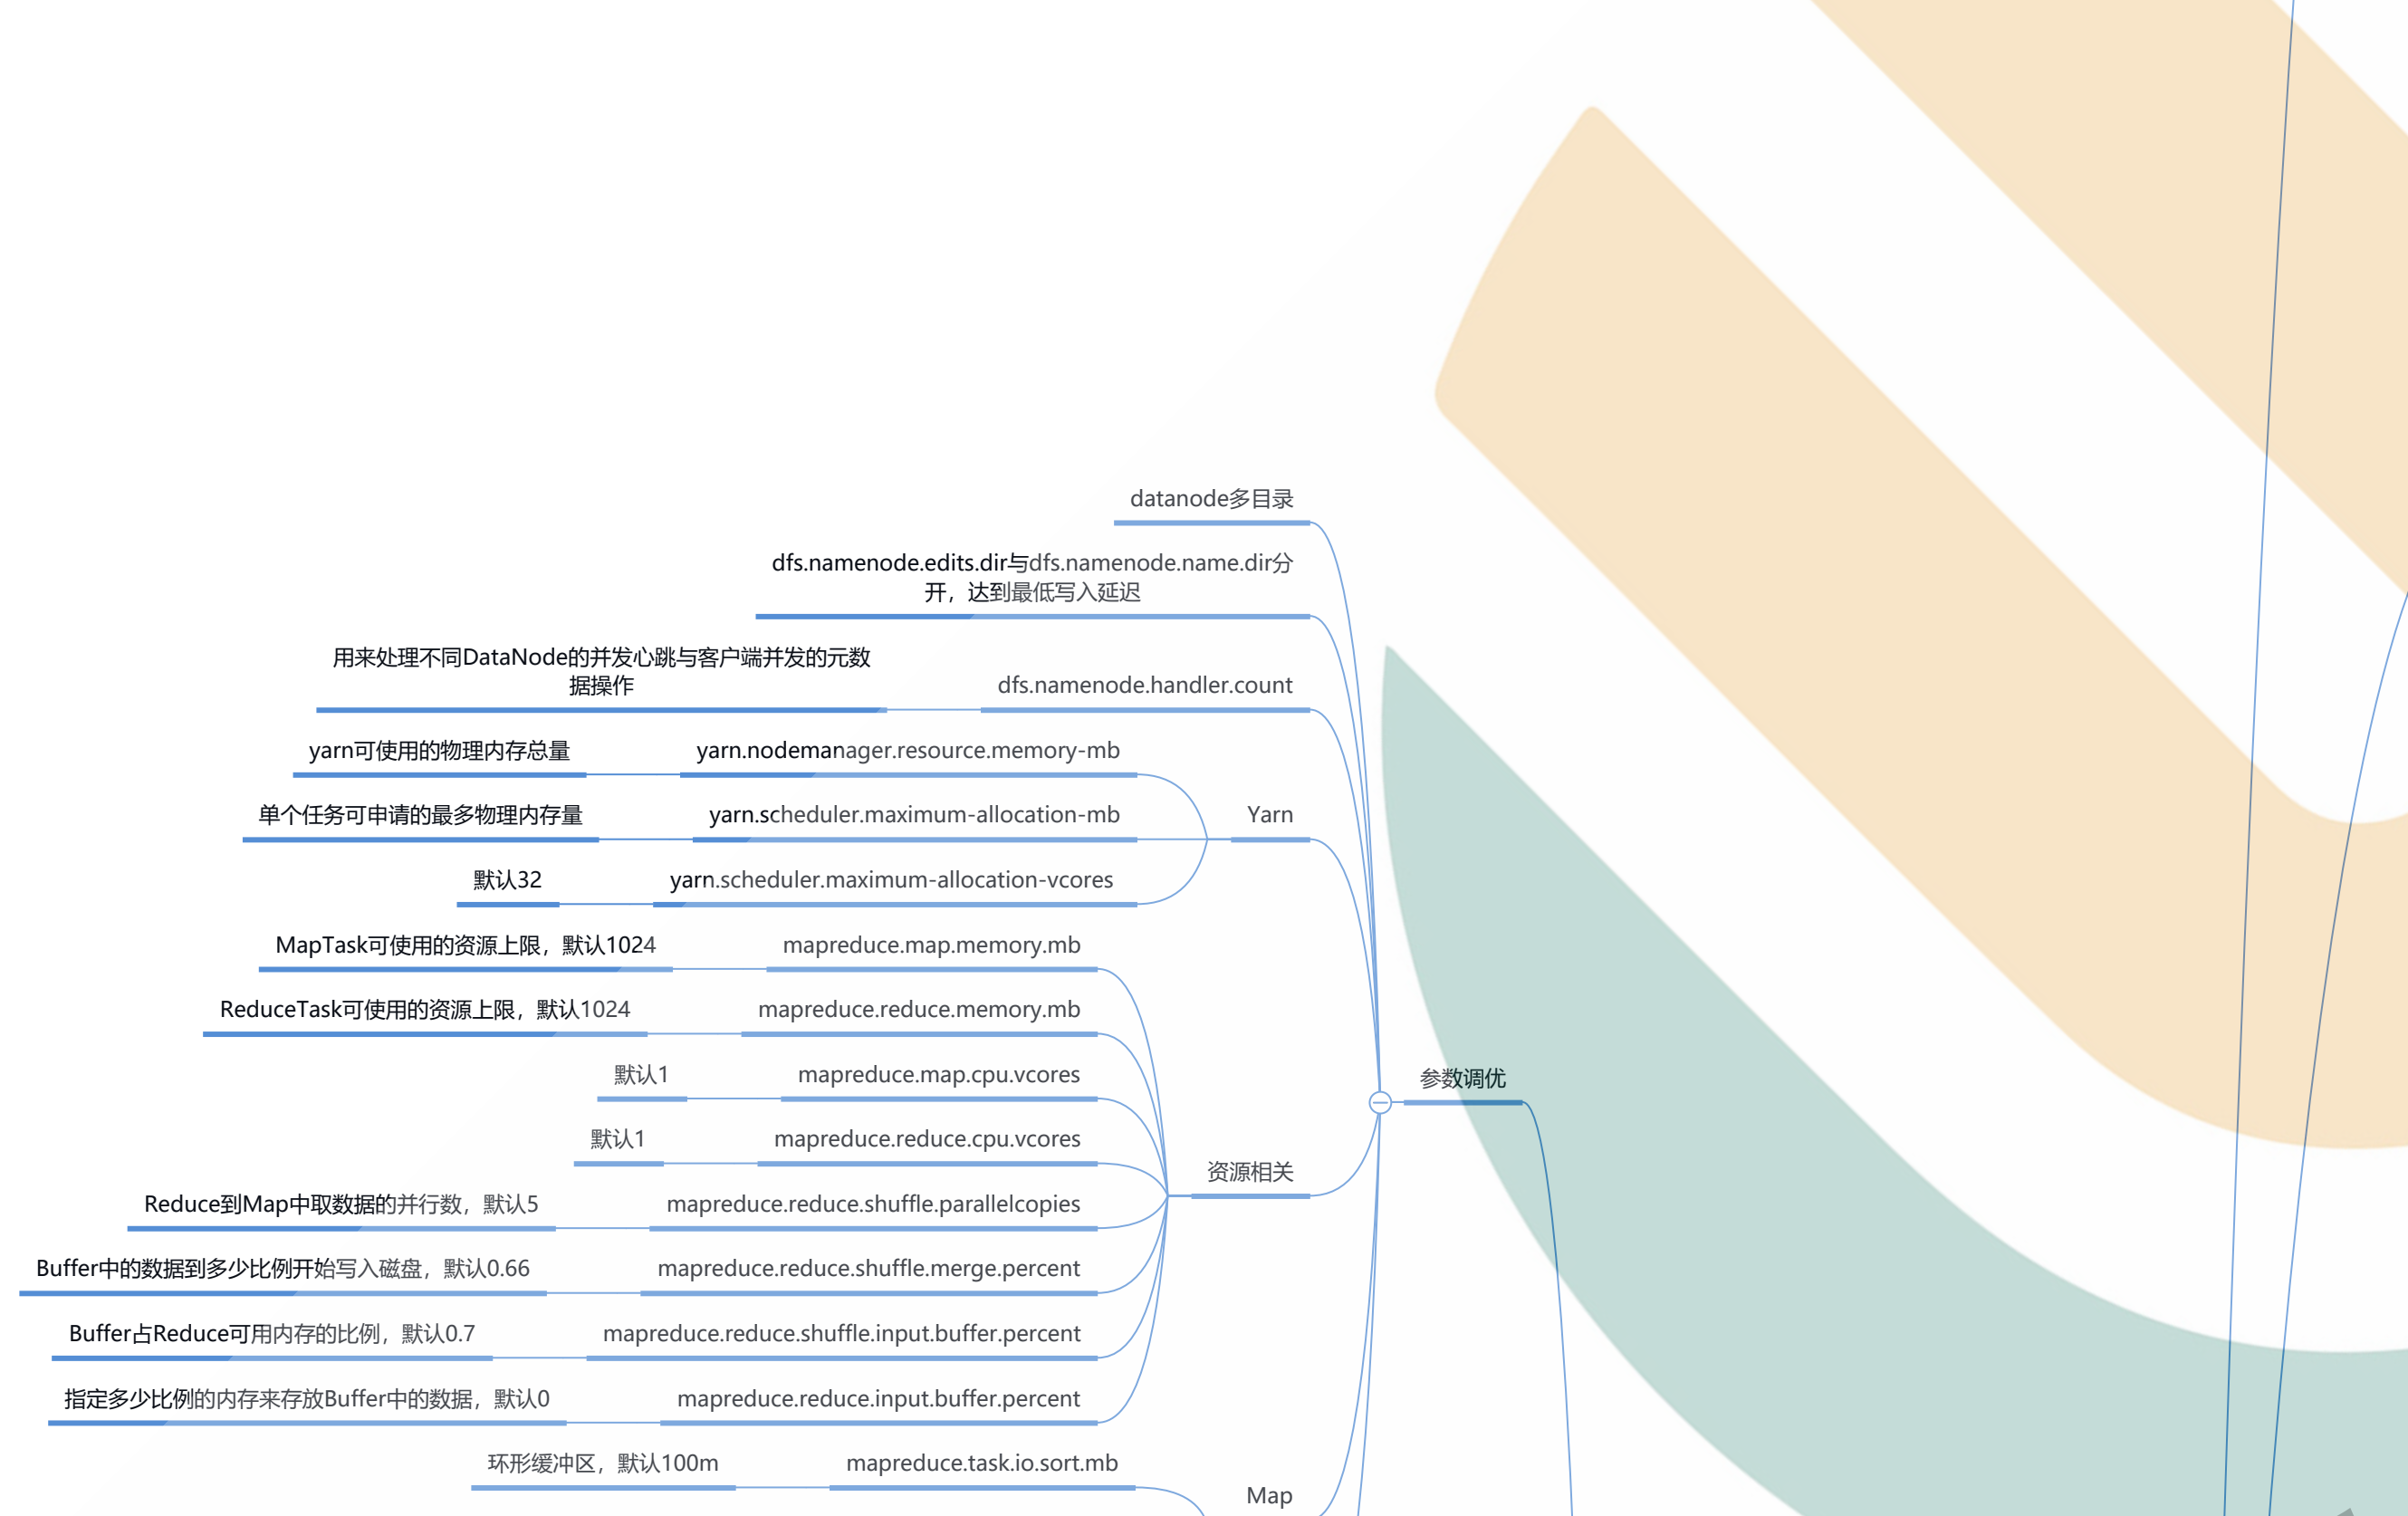 datanode多目录
dfs.namenode.edits.dir与dfs.namenode.name.dir分
开，达到最低写入延迟
用来处理不同DataNode的并发心跳与客户端并发的元数
据操作
dfs.namenode.handler.count
yarn可使用的物理内存总量
yarn.nodemanager.resource.memory-mb
单个任务可申请的最多物理内存量
yarn.scheduler.maximum-allocation-mb
Yarn
默认32
yarn.scheduler.maximum-allocation-vcores
MapTask可使用的资源上限，默认1024
mapreduce.map.memory.mb
ReduceTask可使用的资源上限，默认1024
mapreduce.reduce.memory.mb
默认1
mapreduce.map.cpu.vcores
参数调优
默认1
mapreduce.reduce.cpu.vcores
资源相关
Reduce到Map中取数据的并行数，默认5
mapreduce.reduce.shuffle.parallelcopies
Buffer中的数据到多少比例开始写入磁盘，默认0.66
mapreduce.reduce.shuffle.merge.percent
Buffer占Reduce可用内存的比例，默认0.7
mapreduce.reduce.shuffle.input.buffer.percent
指定多少比例的内存来存放Buffer中的数据，默认0
mapreduce.reduce.input.buffer.percent
环形缓冲区，默认100m
mapreduce.task.io.sort.mb
Map